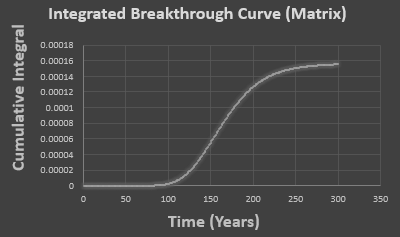 Integrated Breakthrough Curve (Matrix)
Cumulative Integral
0.00018
0.00016
0.00014
0.00012
0.0001
0.00008
0.00006
0.00004
0.00002
0
0 50 100 150 200 250 300 350
Time (Years)